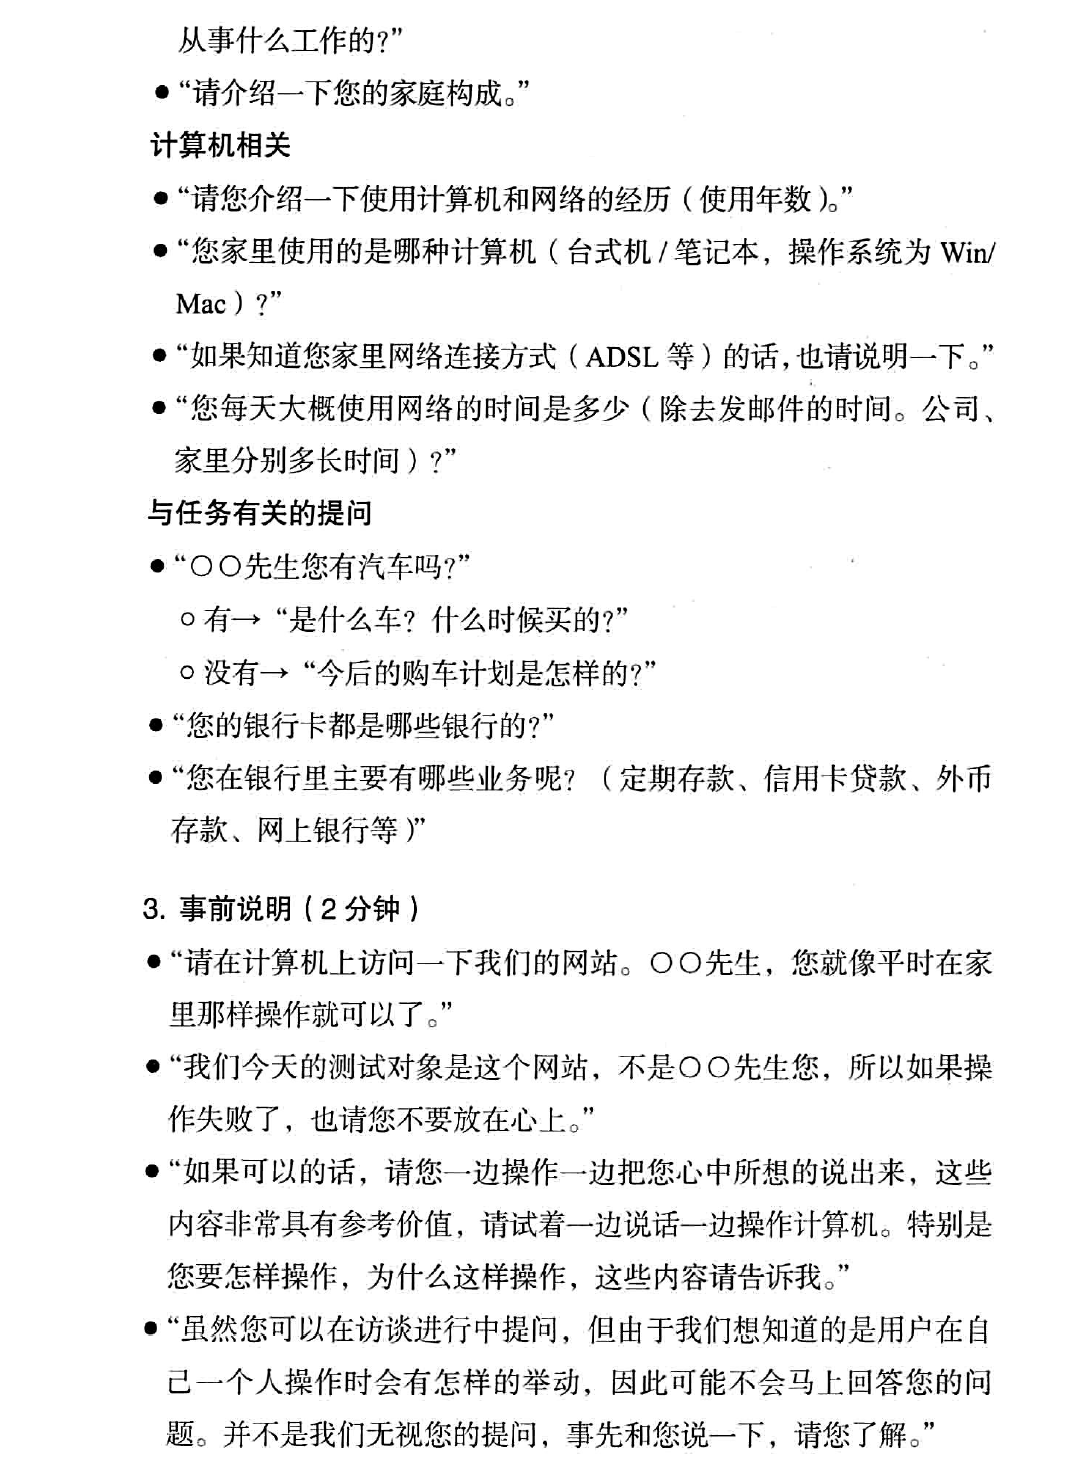 从事什么工作的?”
●“请介绍一下您的家庭构成。”
计算机相关
●“请您介绍一下使用计算机和网络的经历（使用年数）。”
●“您家里使用的是哪种计算机（台式机/笔记本，操作系统为 Win/
Mac）?”
●“如果知道您家里网络连接方式（ADSL 等）的话，也请说明一下。”
●“您每天大概使用网络的时间是多少（除去发邮件的时间。公司、
家里分别多长时间）?”
与任务有关的提问
●“〇〇先生您有汽车吗?”
○ 有→“是什么车？什么时候买的?”
○ 没有→“今后的购车计划是怎样的?”
●“您的银行卡都是哪些银行的?”
●“您在银行里主要有哪些业务呢？（定期存款、信用卡贷款、外币
存款、网上银行等）”
3. 事前说明（2 分钟）
●“请在计算机上访问一下我们的网站。〇〇先生，您就像平时在家
里那样操作就可以了。”
●“我们今天的测试对象是这个网站，不是〇〇先生您，所以如果操
作失败了，也请您不要放在心上。”
●“如果可以的话，请您一边操作一边把您心中所想的说出来，这些
内容非常具有参考价值，请试着一边说话一边操作计算机。特别是
您要怎样操作，为什么这样操作，这些内容请告诉我。”
●“虽然您可以在访谈进行中提问，但由于我们想知道的是用户在自
己一个人操作时会有怎样的举动，因此可能不会马上回答您的问
题。并不是我们无视您的提问，事先和您说一下，请您了解。”